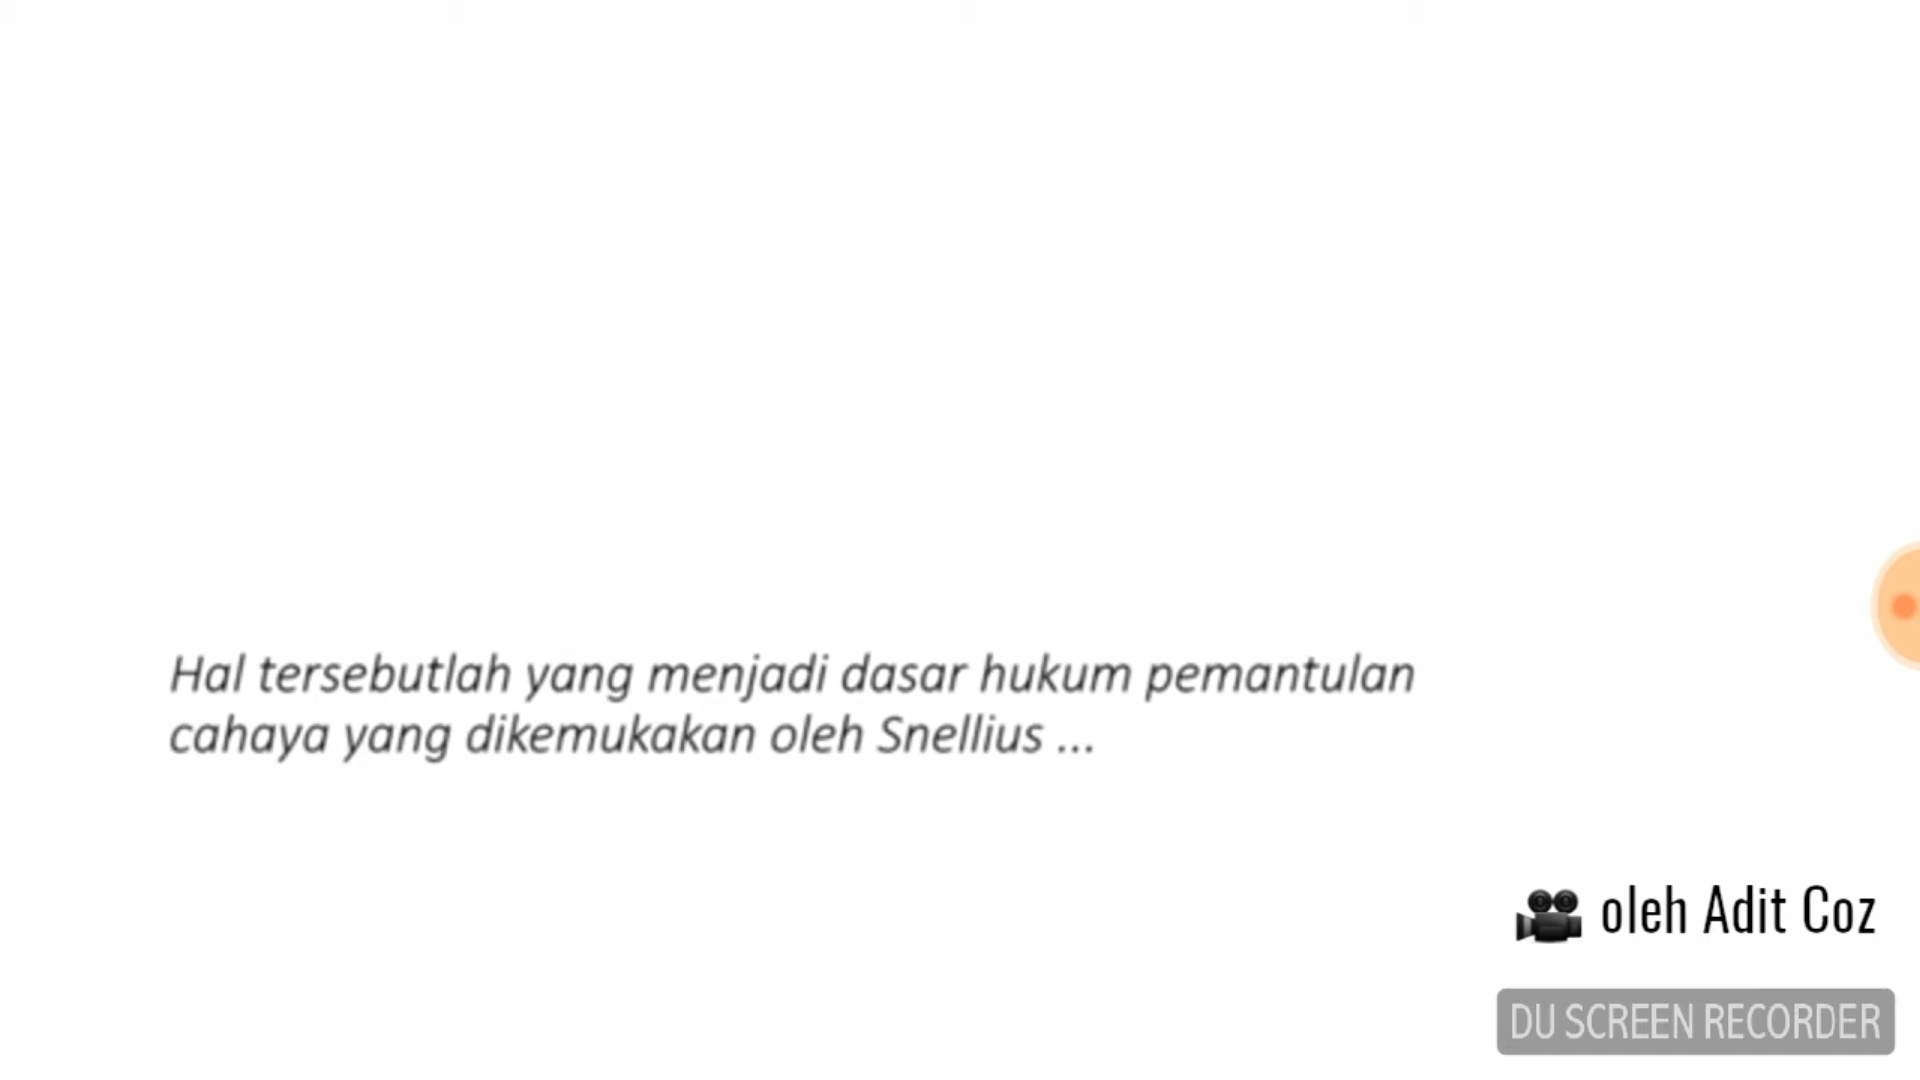 Hal tersebutlah yang menjadi dasar hukum pemantulan
cahaya yang dikemukakan oleh Snellius ...
oleh Adit Coz
DU SCREEN RECORDER